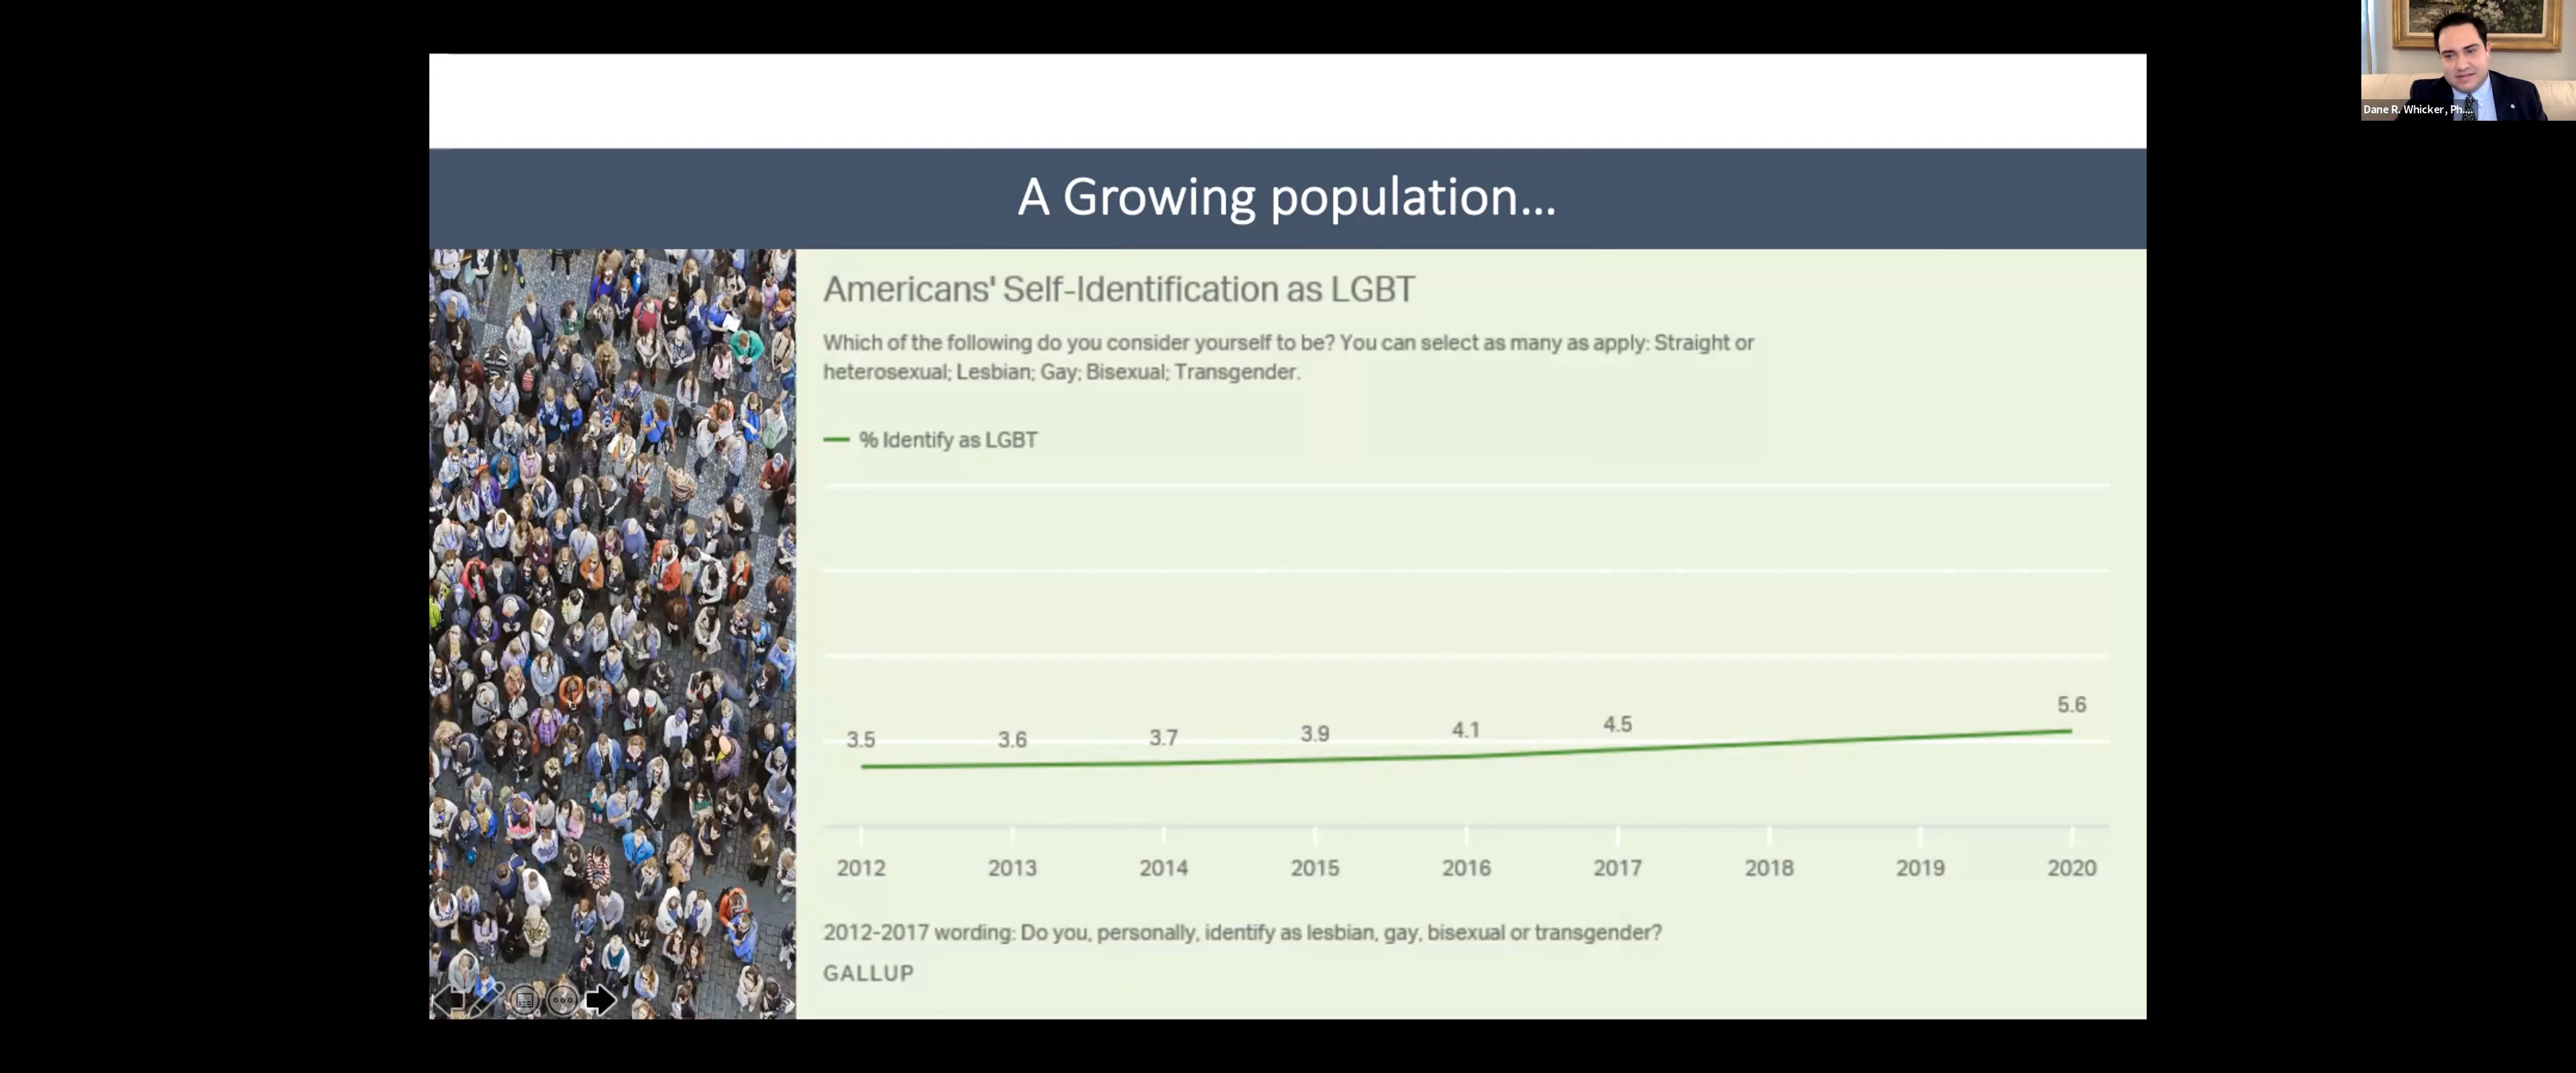 Dane R. Whicker, Ph....
A Growing population...
Americans' Self-Identification as LGBT
Which of the following do you consider yourself to be? You can select as many as apply: Straight or
heterosexual; Lesbian; Gay; Bisexual; Transgender.
% Identify as LGBT
3.5 3.6 3.7 3.9 4.1 4.5 5.6
2012 2013 2014 2015 2016 2017 2018 2019 2020
2012-2017 wording: Do you, personally, identify as lesbian, gay, bisexual or transgender?
GALLUP